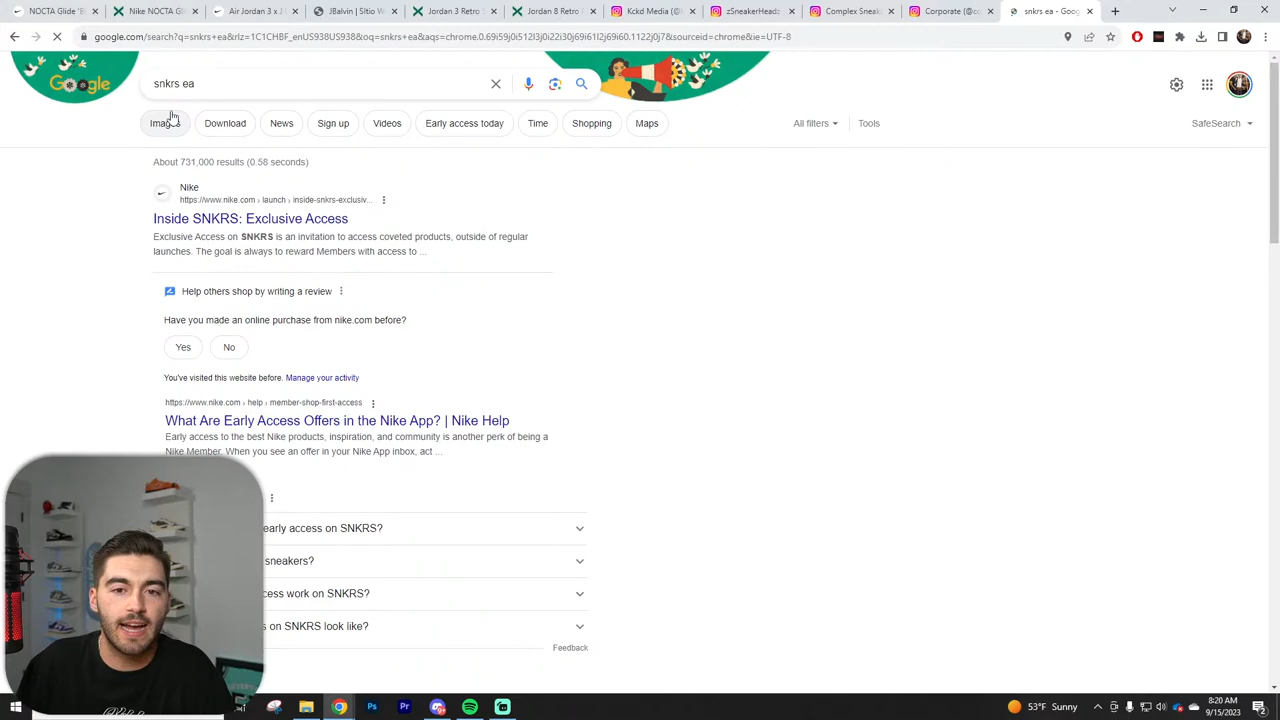 NOCTA Glide 'B
Air Jordan 3 x J
JBalvin | Sitio W
Jordan 3 Retro
Jordan 8 Retro
Kckd Media (@k
zSneakerHeadz
Complex Sneak
Corporate (@co
snkrs ea - Goog
google.com/search?q=snkrs+ea&rlz=1C1CHBF_enUS938US938&oq=snkrs+ea&aqs=chrome.0.69i59j0i512l3j0i22i30j69i61j69i60.1122j0j7&sourceid=chrome&ie=UTF-8
Google
snkrs ea
Images
Download
News
Sign up
Videos
Early access today
Time
Shopping
Maps
All filters
Tools
SafeSearch
About 731,000 results (0.58 seconds)
Nike
https://www.nike.com › launch › inside-snkrs-exclusiv...
Inside SNKRS: Exclusive Access
Exclusive Access on SNKRS is an invitation to access coveted products, outside of regular
launches. The goal is always to reward Members with access to ...
Help others shop by writing a review
Have you made an online purchase from nike.com before?
Yes
No
You've visited this website before. Manage your activity
https://www.nike.com › help › member-shop-first-access
What Are Early Access Offers in the Nike App? | Nike Help
Early access to the best Nike products, inspiration, and community is another perk of being a
Nike Member. When you see an offer in your Nike App inbox, act ...
early access on SNKRS?
sneakers?
cess work on SNKRS?
s on SNKRS look like?
Feedback
Ps
Pr
53°F Sunny
8:20 AM
9/15/2023
2